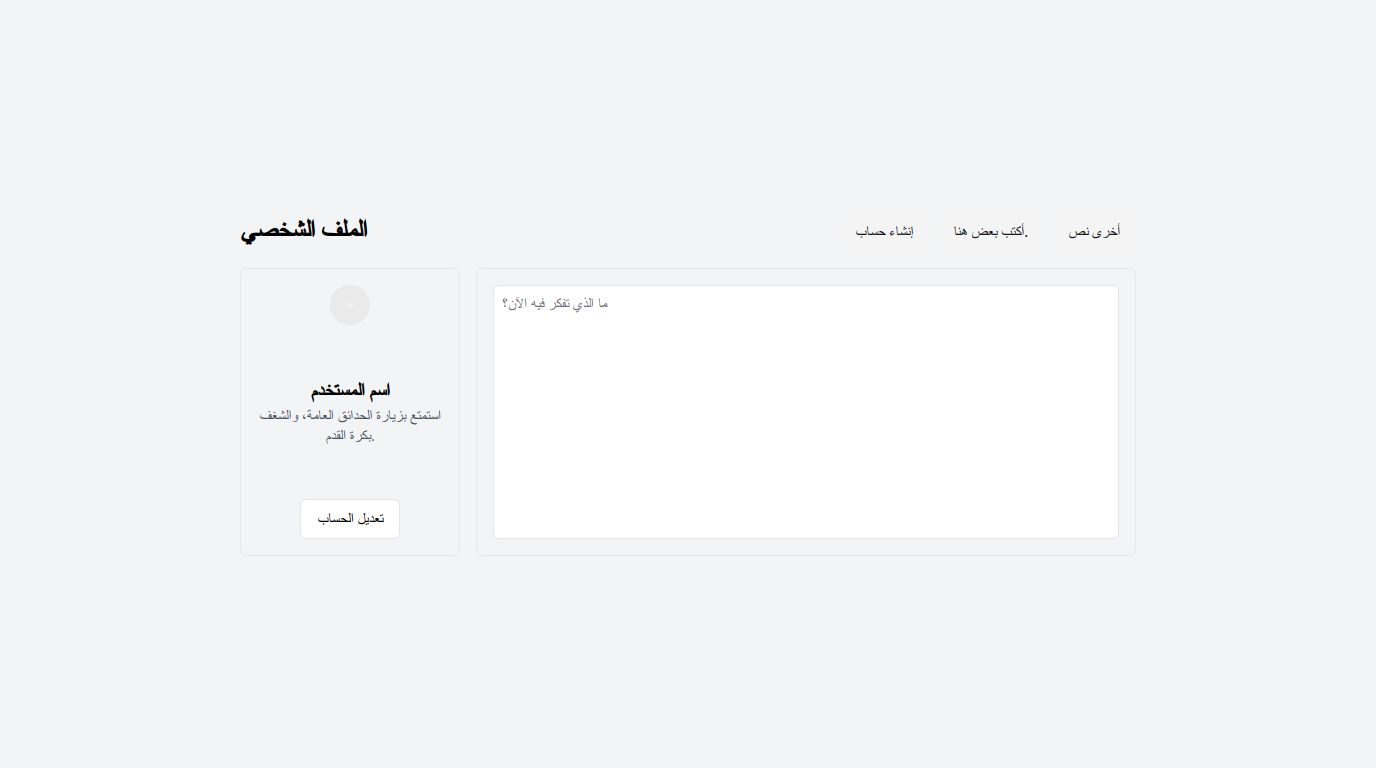 الملف الشخصي
إنشاء حساب
أكتب بعض هنا.
أخرى نص
ما الذي تفكر فيه الآن؟
اسم المستخدم
استمتع بزيارة الحدائق العامة، والشغف
بكرة القدم.
تعديل الحساب